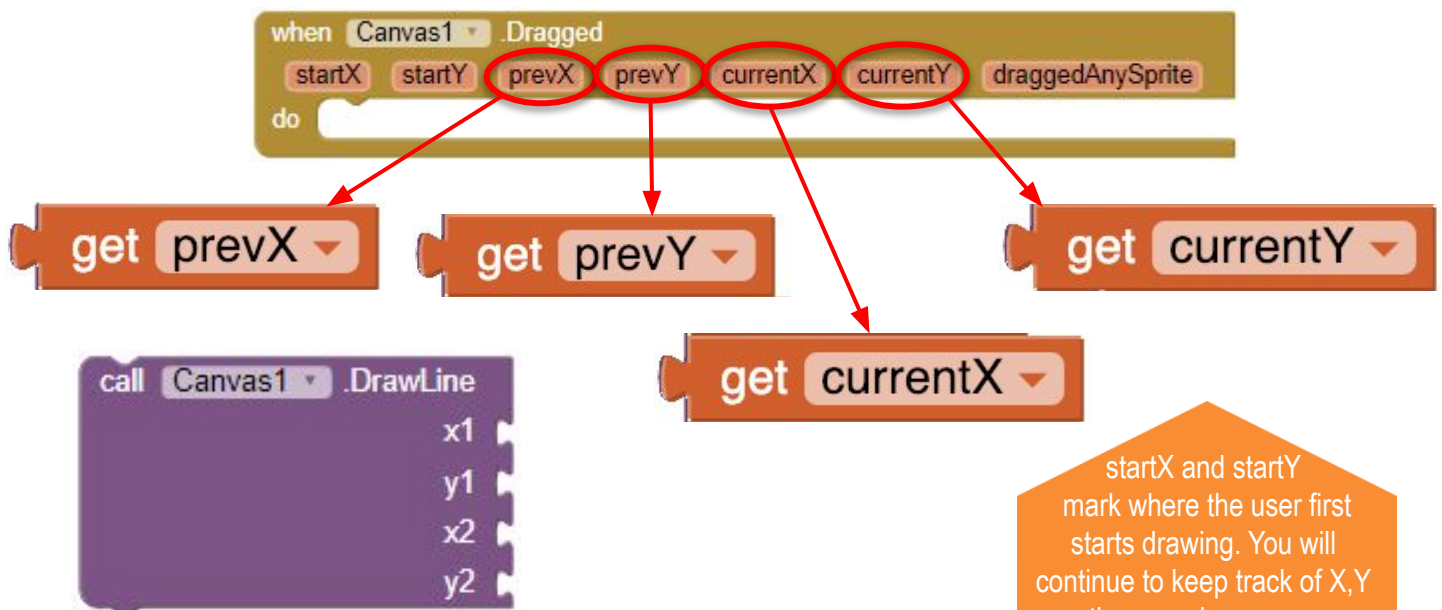 when Canvas1 .Dragged
startX startY prevX prevY currentX currentY draggedAnySprite
do
get prevX
get prevY
get currentY
get currentX
call Canvas1 .DrawLine
x1
y1
x2
y2
startX and startY
mark where the user first
starts drawing. You will
continue to keep track of X,Y